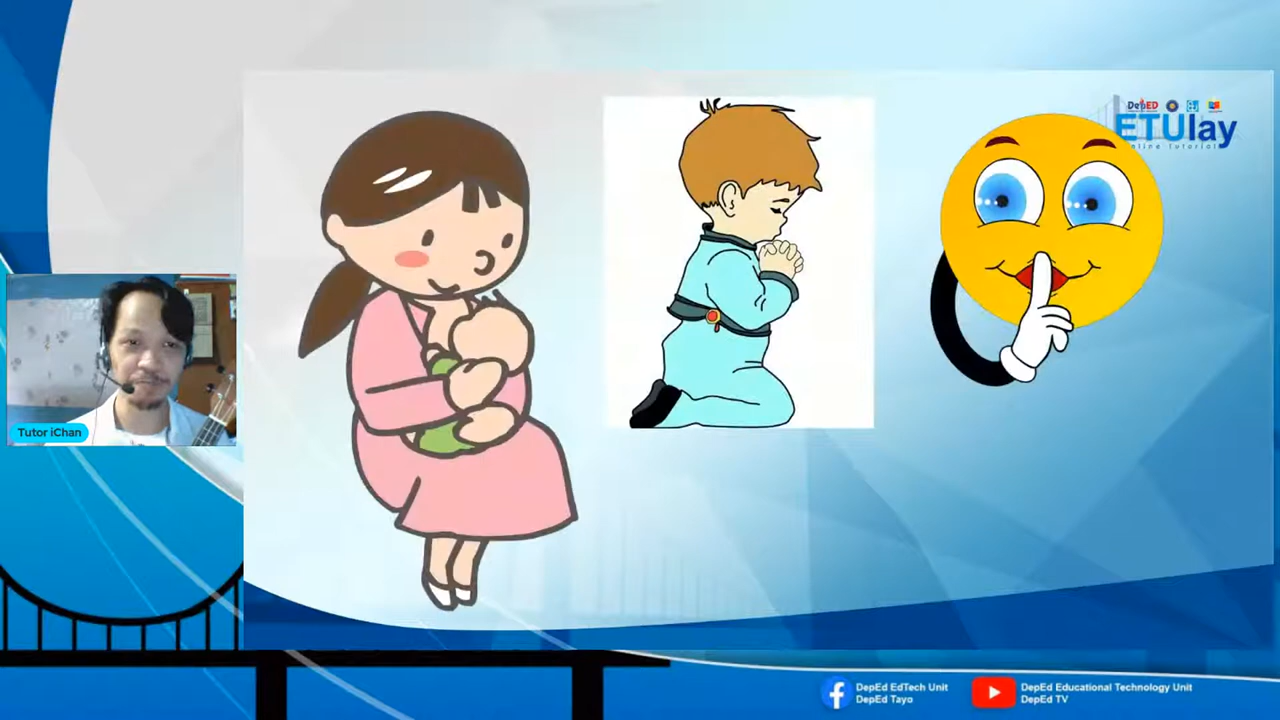 DepED
ETUlay
online tutorial
Tutor iChan
DepEd EdTech Unit
DepEd Tayo
DepEd Educational Technology Unit
DepEd TV